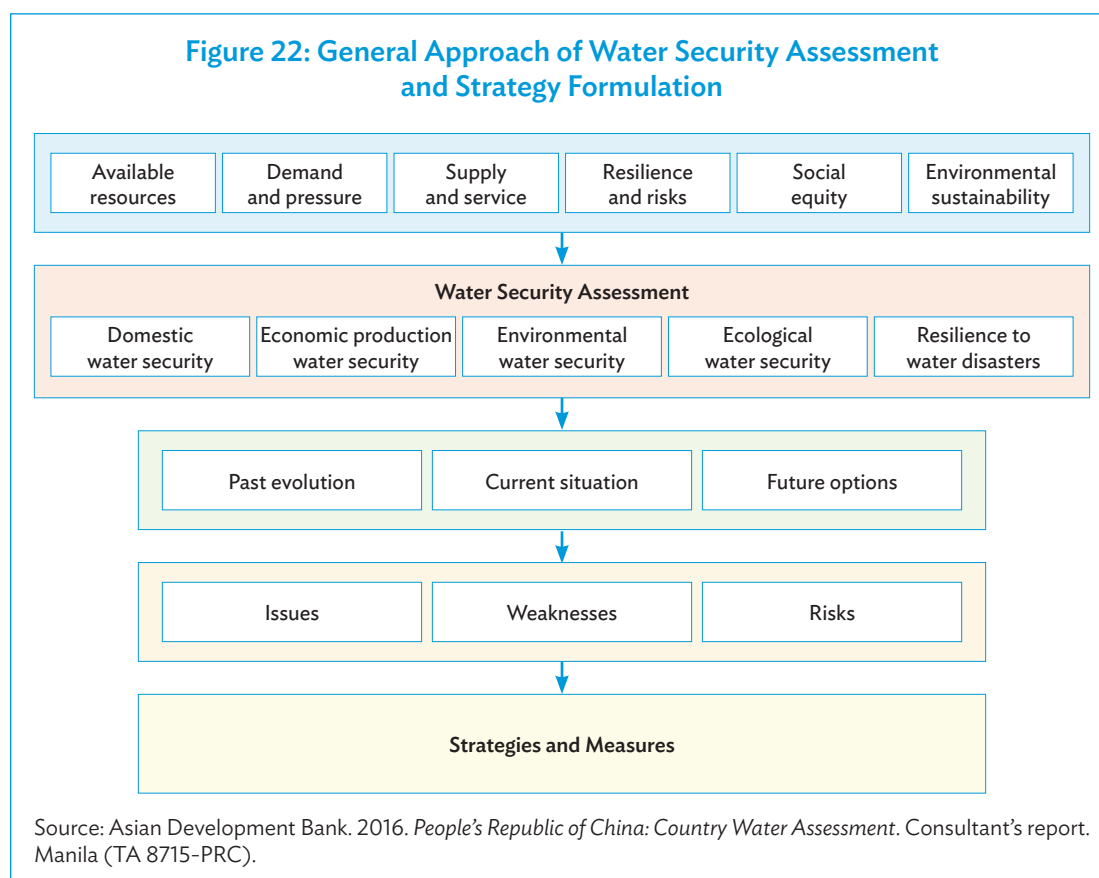 Figure 22: General Approach of Water Security Assessment
and Strategy Formulation
Available
resources
Demand
and pressure
Supply
and service
Resilience
and risks
Social
equity
Environmental
sustainability
Water Security Assessment
Domestic
water security
Economic production
water security
Environmental
water security
Ecological
water security
Resilience to
water disasters
Past evolution
Current situation
Future options
Issues
Weaknesses
Risks
Strategies and Measures
Source: Asian Development Bank. 2016. People’s Republic of China: Country Water Assessment. Consultant’s report.
Manila (TA 8715-PRC).